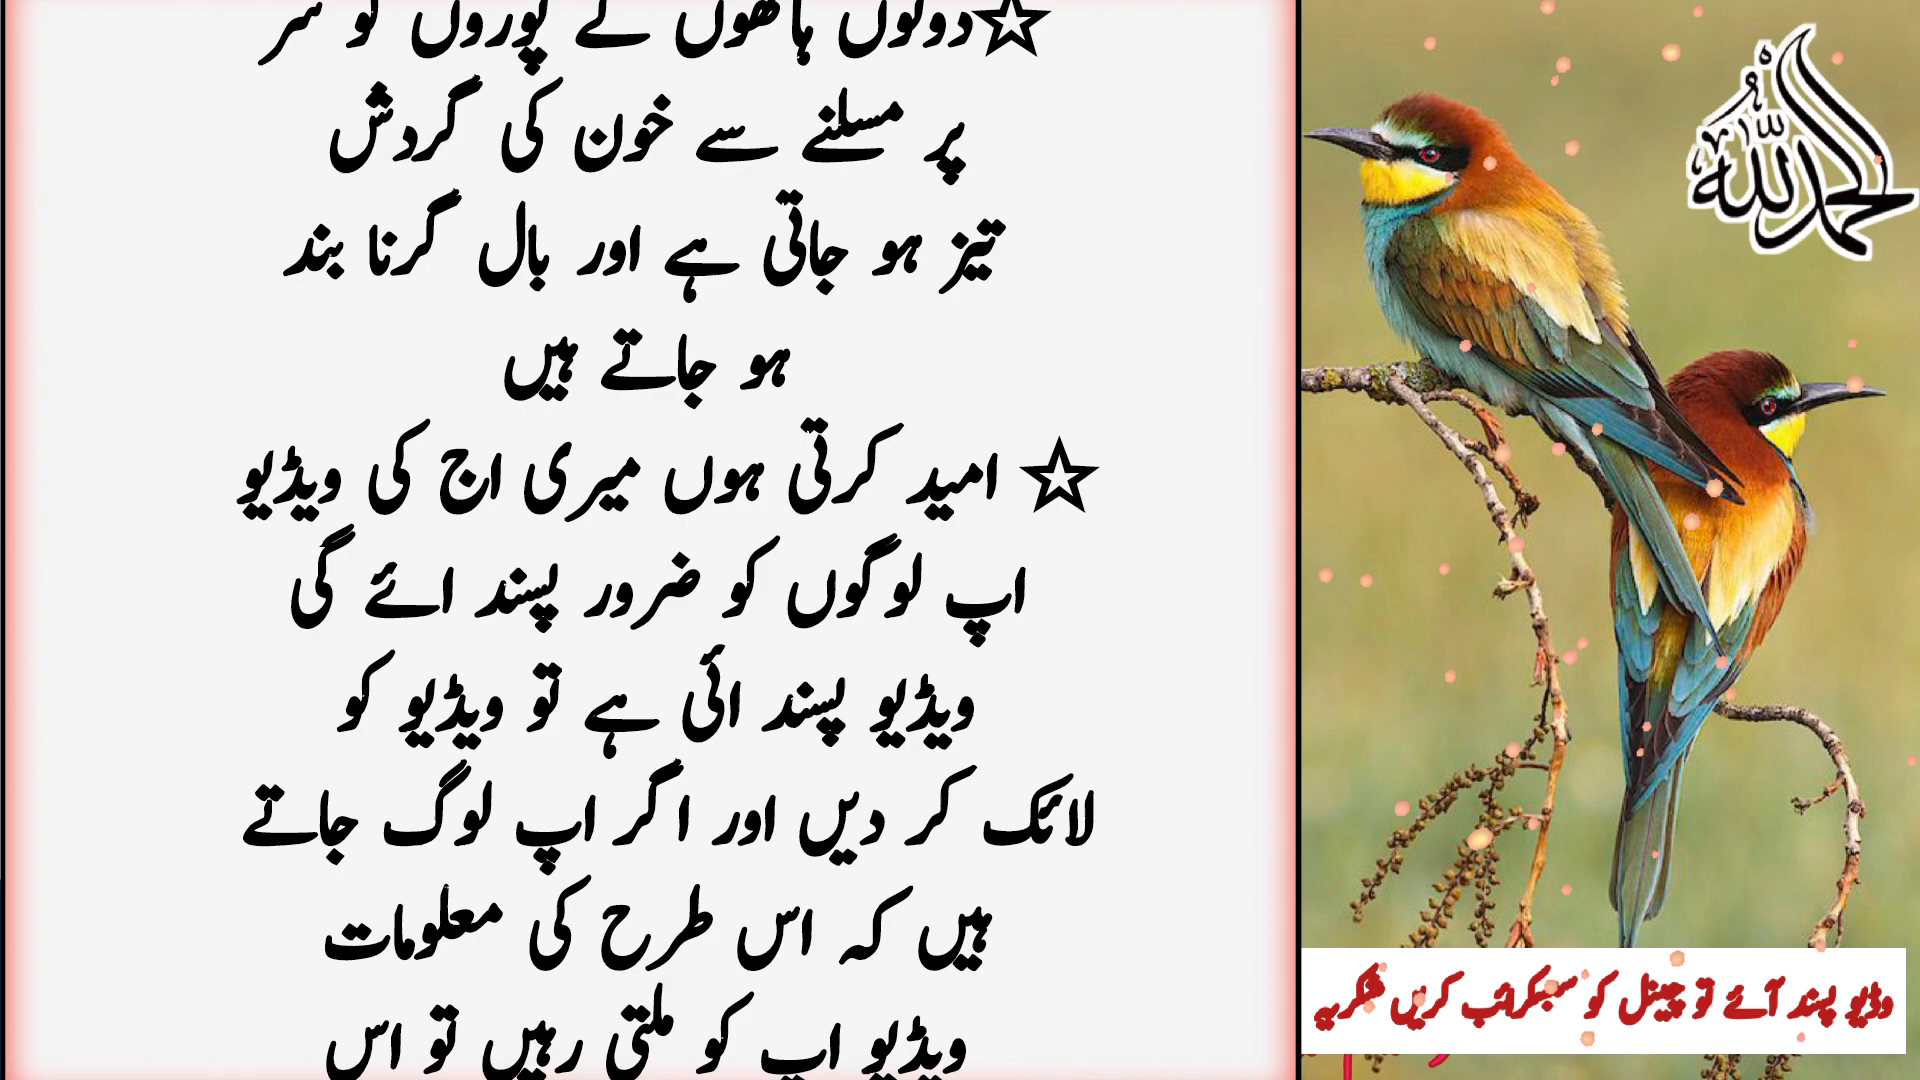 ☆دونوں ہاتھوں کے پوروں کو سر
پر مسلنے سے خون کی گردش
تیز ہو جاتی ہے اور بال گرنا بند
ہو جاتے ہیں
☆ امید کرتی ہوں میری اج کی ویڈیو
اپ لوگوں کو ضرور پسند ائے گی
ویڈیو پسند ائی ہے تو ویڈیو کو
لائک کر دیں اور اگر اپ لوگ جاتے
ہیں کہ اس طرح کی معلومات
ویڈیو اپ کو ملتی رہیں تو اس
الحمدللہ
وڈیو پسند آئے تو چینل کو سبسکرائب کریں شکریہ